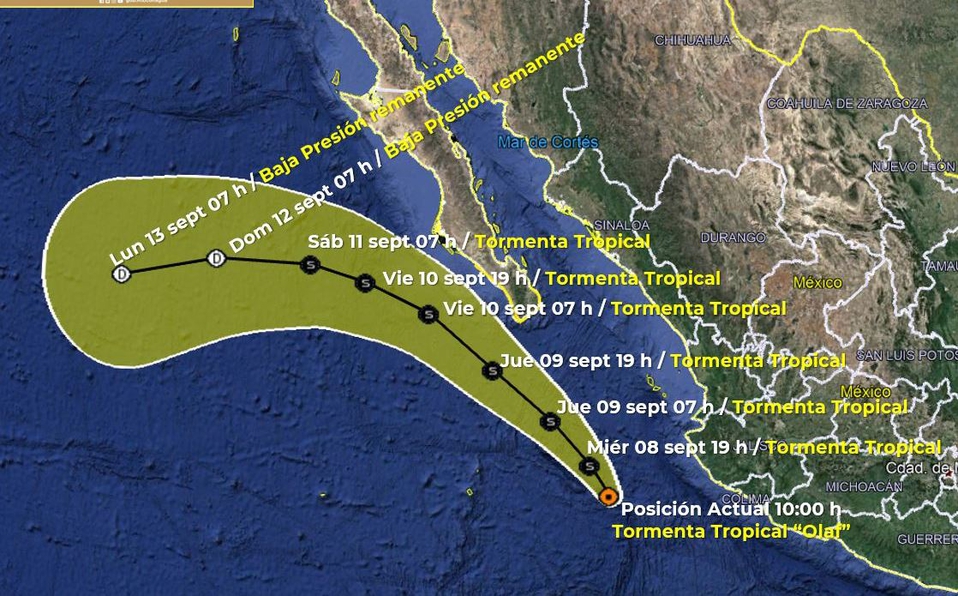 CHIHUAHUA
COAHUILA DE ZARAGOZA
Mar de Cortés
NUEVO LEÓN
Lun 13 sept 07 h / Baja Presión remanente
Dom 12 sept 07 h / Baja Presión remanente
SINALOA
DURANGO
Sáb 11 sept 07 h / Tormenta Tropical
TAMAU
Vie 10 sept 19 h / Tormenta Tropical
México
Vie 10 sept 07 h / Tormenta Tropical
Jue 09 sept 19 h / Tormenta Tropical
SAN LUIS POTOS
México
Jue 09 sept 07 h / Tormenta Tropical
Miér 08 sept 19 h / Tormenta Tropical
Cdad. de M
MICHOACÁN
COLIMA
Posición Actual 10:00 h
Tormenta Tropical “Olaf”
GUERRER
D
D
S
S
S
S
S
S